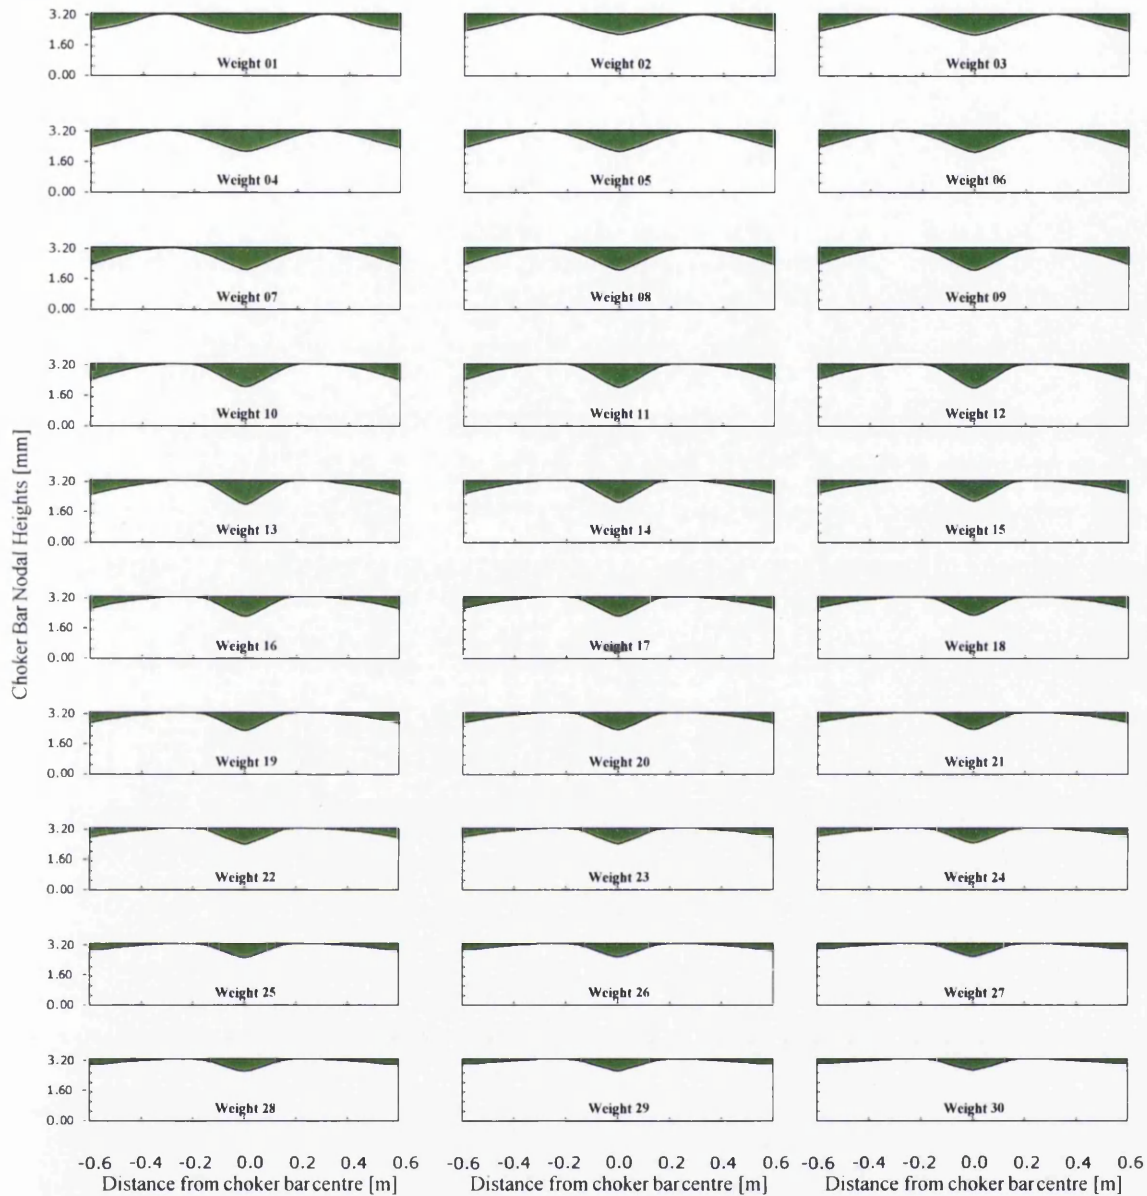 3.20
1.60
0.00
Weight 01
Weight 02
Weight 03
3.20
1.60
0.00
Weight 04
Weight 05
Weight 06
3.20
1.60
0.00
Weight 07
Weight 08
Weight 09
3.20
1.60
0.00
Weight 10
Weight 11
Weight 12
Choker Bar Nodal Heights [mm]
3.20
1.60
0.00
Weight 13
Weight 14
Weight 15
3.20
1.60
0.00
Weight 16
Weight 17
Weight 18
3.20
1.60
0.00
Weight 19
Weight 20
Weight 21
3.20
1.60
0.00
Weight 22
Weight 23
Weight 24
3.20
1.60
0.00
Weight 25
Weight 26
Weight 27
3.20
1.60
0.00
Weight 28
Weight 29
Weight 30
-0.6 -0.4 -0.2 0.0 0.2 0.4 0.6
-0.6 -0.4 -0.2 0.0 0.2 0.4 0.6
-0.6 -0.4 -0.2 0.0 0.2 0.4 0.6
Distance from choker bar centre [m]
Distance from choker bar centre [m]
Distance from choker bar centre [m]